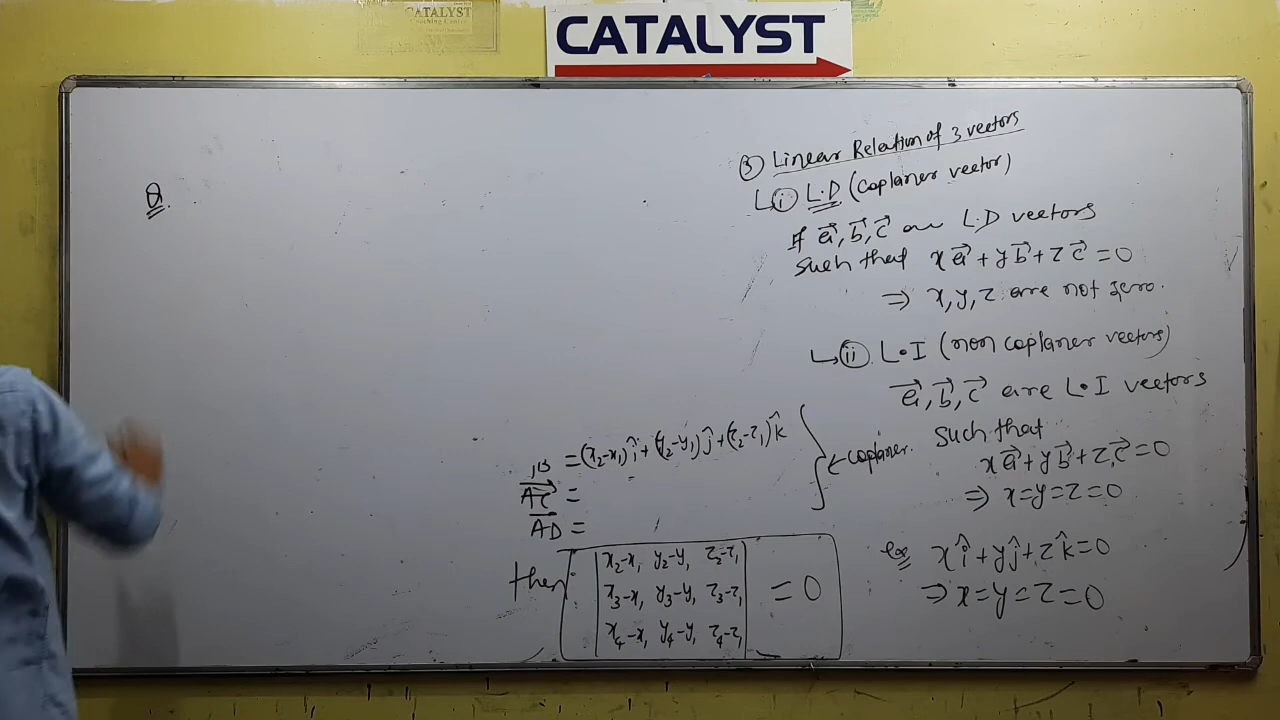 CATALYST
CATALYST
Q.
③ Linear Relation of 3 vectors
(i) L.D (coplaner vector)
If a⃗, b⃗, c⃗ are L.D vectors
such that x a⃗ + y b⃗ + z c⃗ = 0
⇒ x, y, z are not zero.
(ii) L.I (non coplaner vectors)
a⃗, b⃗, c⃗ are L.I vectors
such that
x a⃗ + y b⃗ + z c⃗ = 0
⇒ x=y=z=0
eg x î + y ĵ + z k̂ = 0
⇒ x=y=z=0
= (x₂-x₁) î + (y₂-y₁) ĵ + (z₂-z₁) k̂
AC⃗ =
AD⃗ =
← coplaner.
then
| x₂-x₁ y₂-y₁ z₂-z₁ |
| x₃-x₁ y₃-y₁ z₃-z₁ | = 0
| x₄-x₁ y₄-y₁ z₄-z₁ |